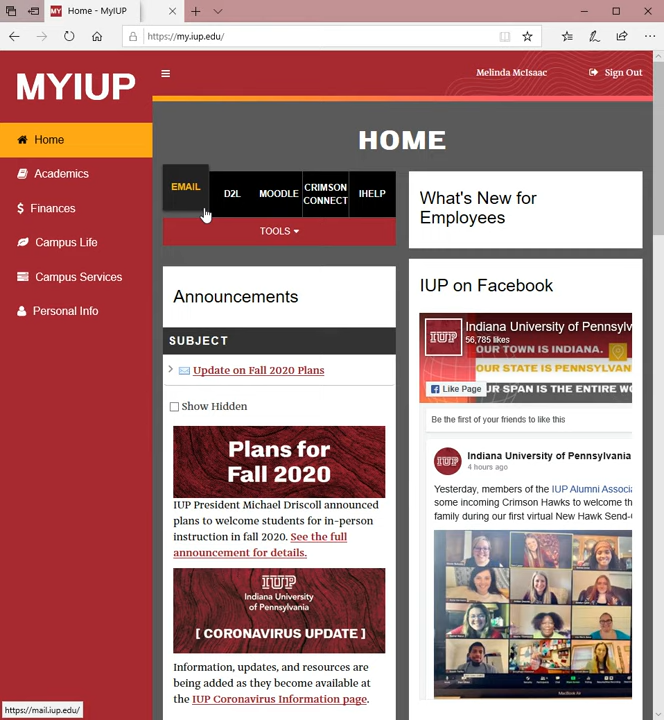 Home - MyIUP
https://my.iup.edu/
MYIUP
Melinda McIsaac
Sign Out
Home
Academics
Finances
Campus Life
Campus Services
Personal Info
HOME
EMAIL
D2L
MOODLE
CRIMSON
CONNECT
IHELP
TOOLS
Announcements
SUBJECT
Update on Fall 2020 Plans
Show Hidden
Plans for
Fall 2020
IUP President Michael Driscoll announced
plans to welcome students for in-person
instruction in fall 2020. See the full
announcement for details.
IUP
Indiana University
of Pennsylvania
[ CORONAVIRUS UPDATE ]
Information, updates, and resources are
being added as they become available at
the IUP Coronavirus Information page.
What's New for
Employees
IUP on Facebook
IUP
Indiana University of Pennsylv
56,785 likes
OUR TOWN IS INDIANA.
OUR STATE IS PENNSYLVAN
UR SPAN IS THE ENTIRE WO
Like Page
Be the first of your friends to like this
IUP
Indiana University of Pennsylvania
4 hours ago
Yesterday, members of the IUP Alumni Associa
some incoming Crimson Hawks to welcome th
family during our first virtual New Hawk Send-
MacBook Air
https://mail.iup.edu/